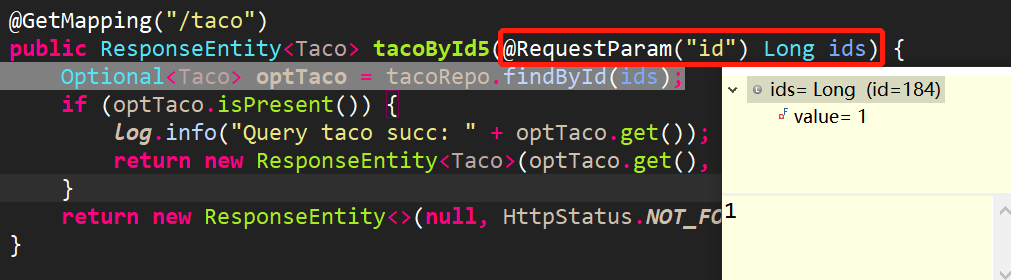 @GetMapping("/taco")
public ResponseEntity<Taco> tacoById5(@RequestParam("id") Long ids) {
Optional<Taco> optTaco = tacoRepo.findById(ids);
if (optTaco.isPresent()) {
log.info("Query taco succ: " + optTaco.get());
return new ResponseEntity<Taco>(optTaco.get(),
}
return new ResponseEntity<>(null, HttpStatus.NOT_FO
}
ids= Long (id=184)
value= 1
1